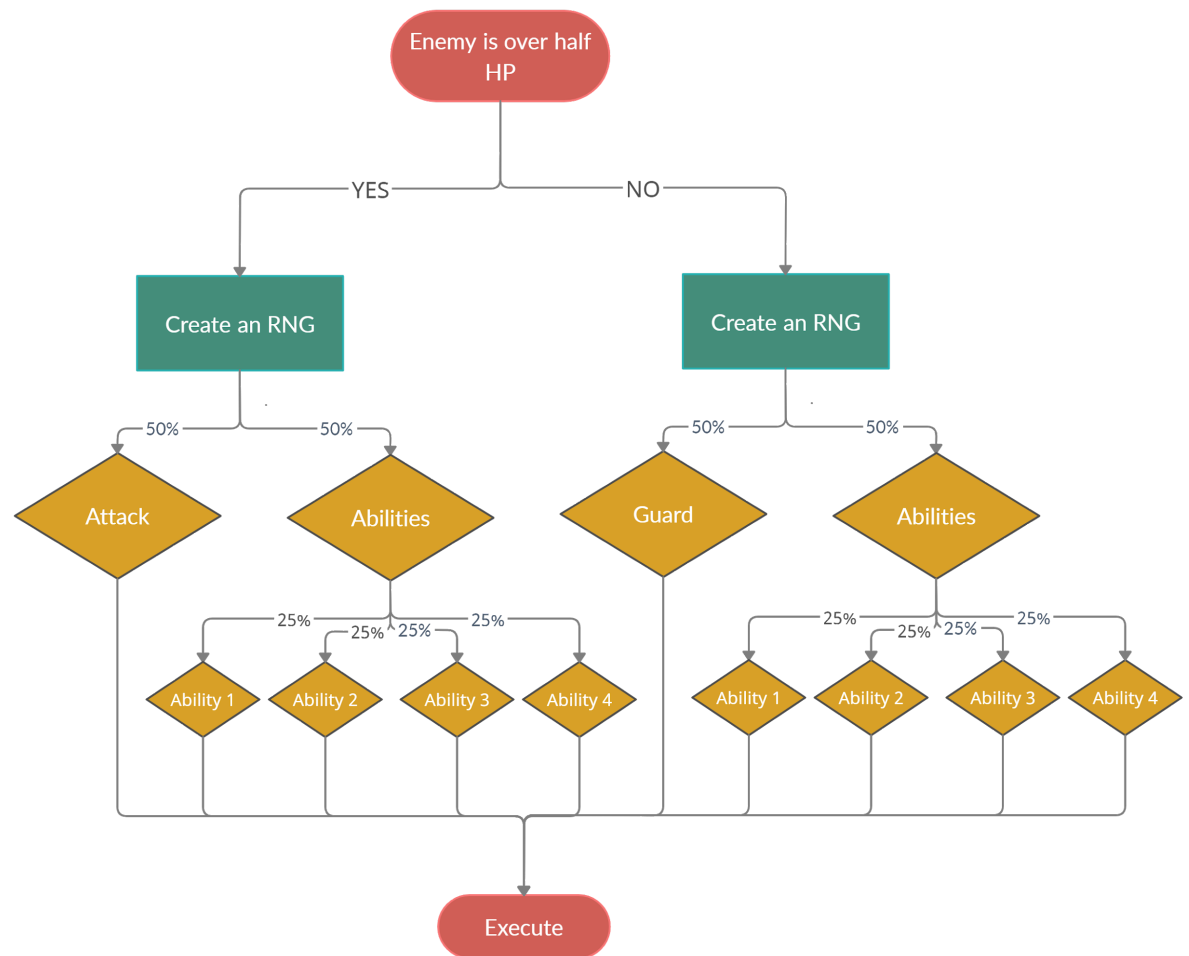 Enemy is over half
HP
YES
NO
Create an RNG
Create an RNG
50%
50%
50%
50%
Attack
Abilities
Guard
Abilities
25%
25%
25%
25%
25%
25%
25%
25%
Ability 1
Ability 2
Ability 3
Ability 4
Ability 1
Ability 2
Ability 3
Ability 4
Execute